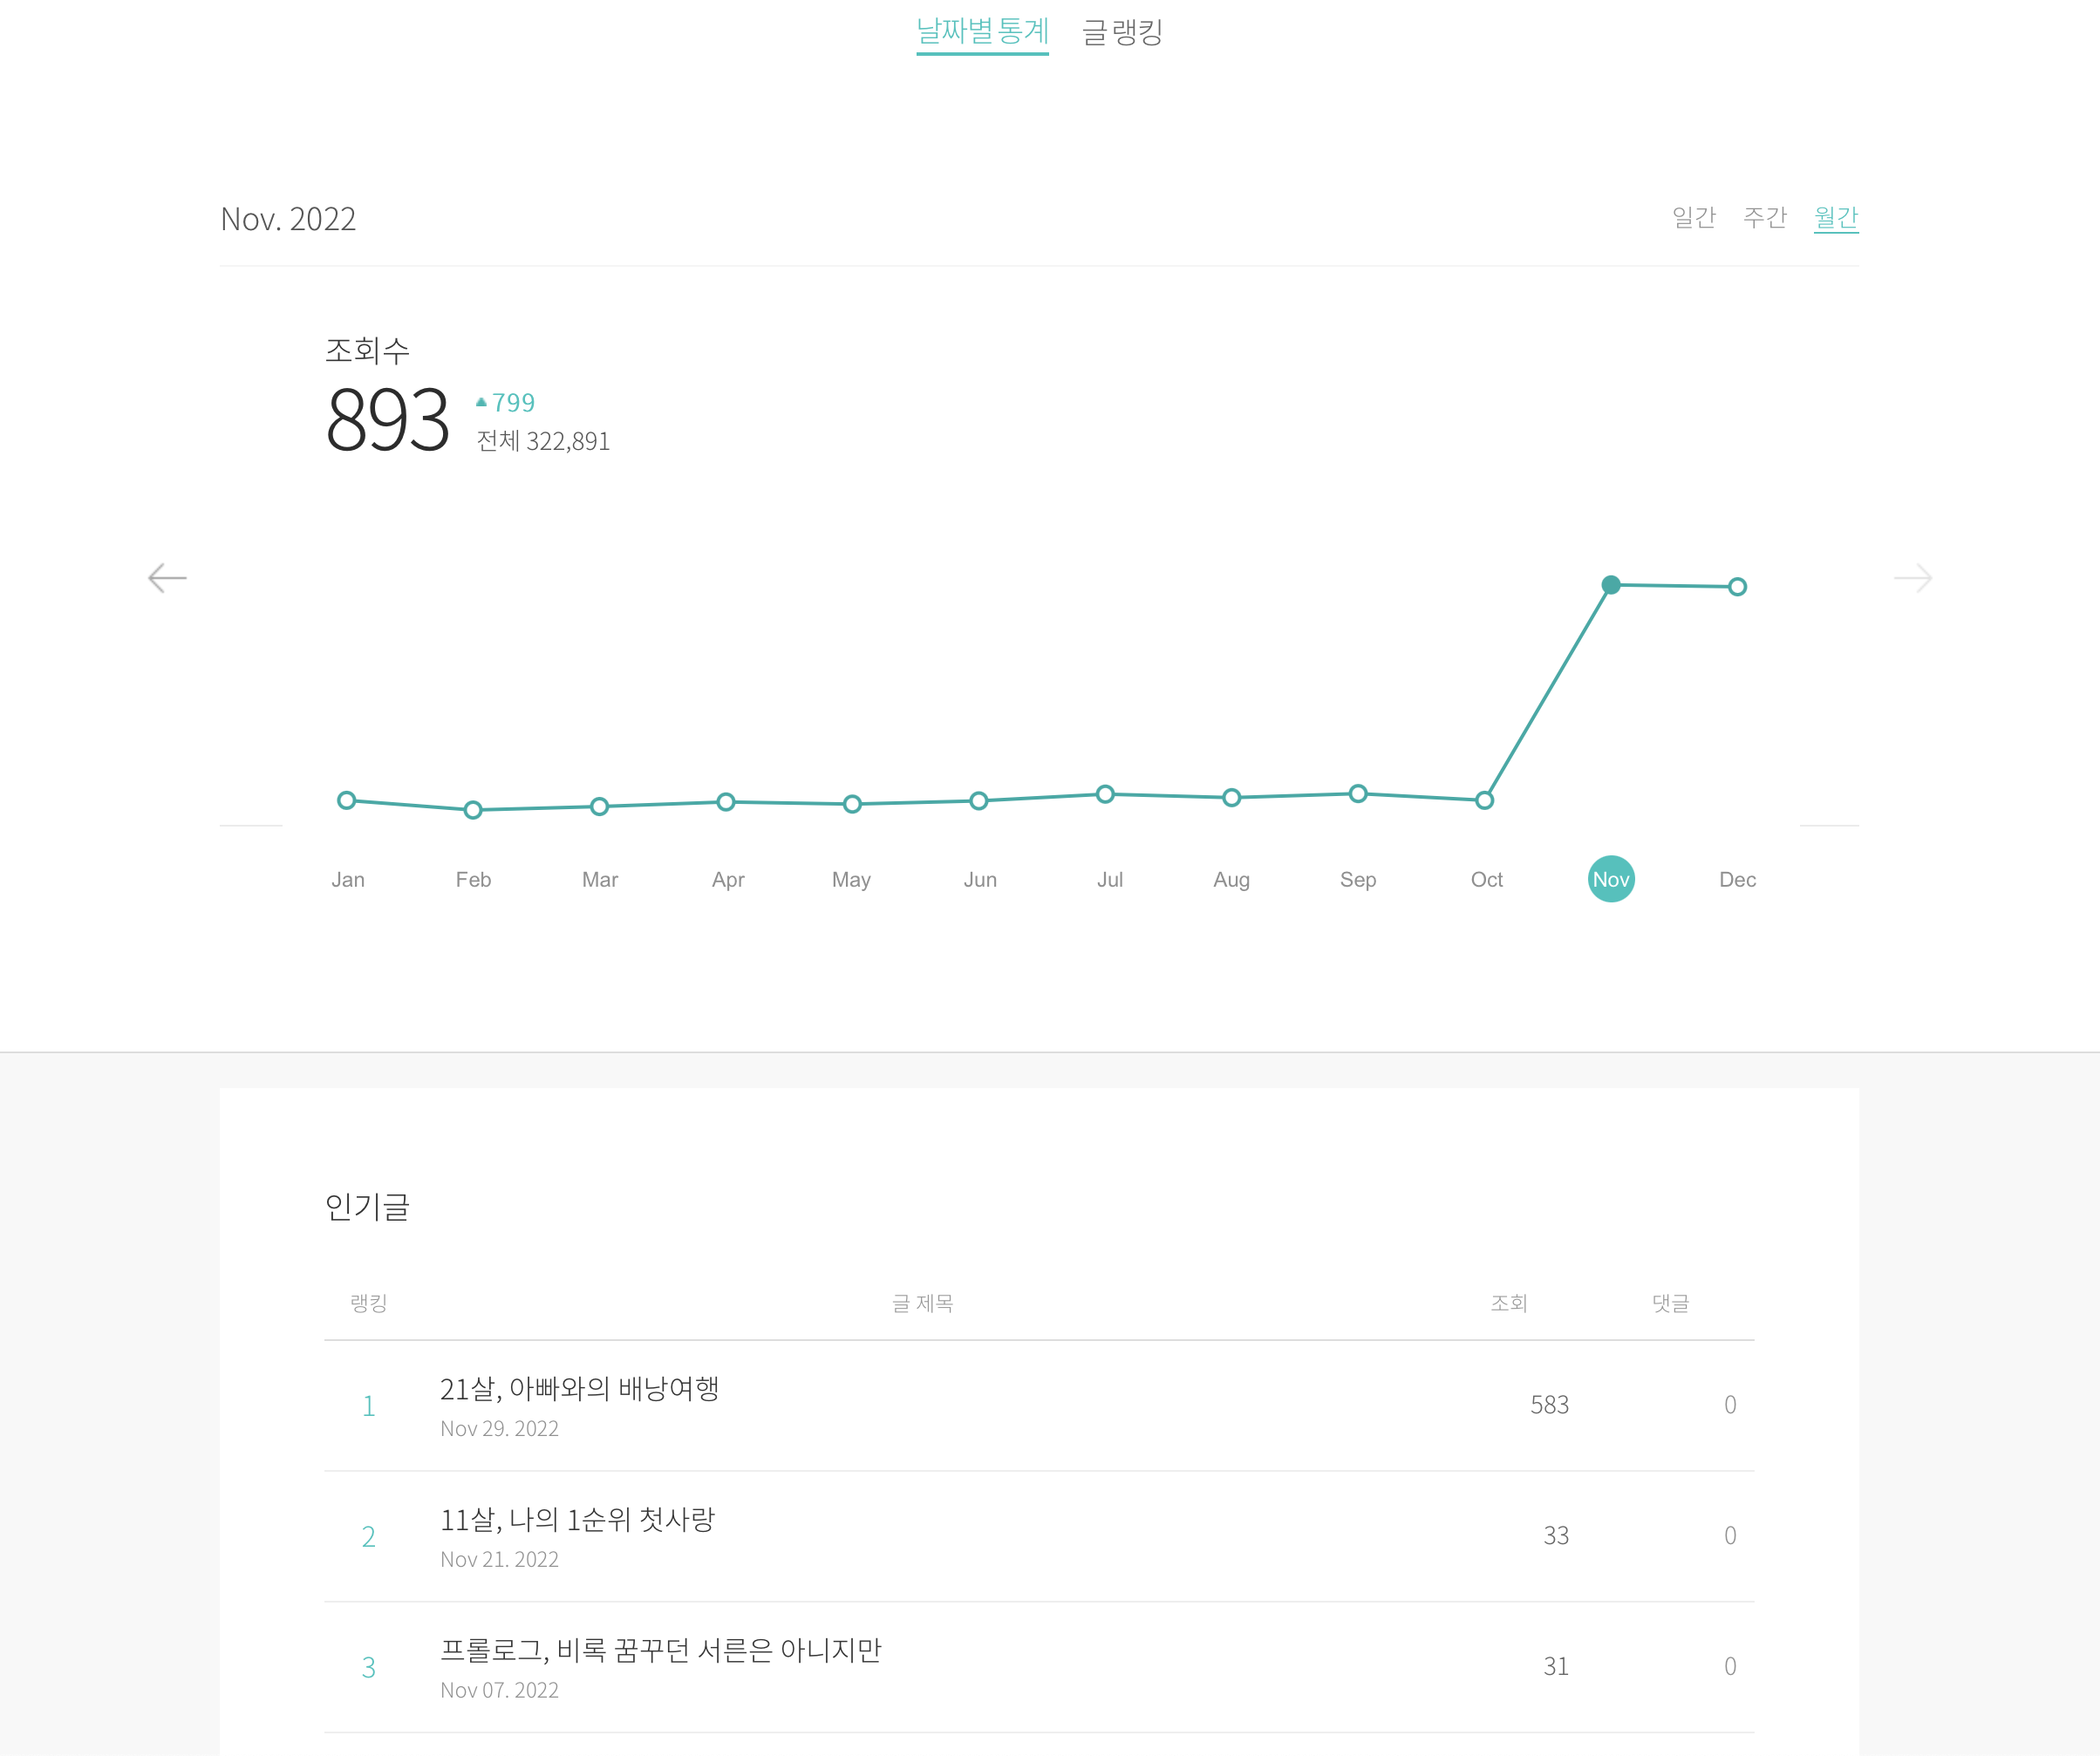 날짜별 통계 글 랭킹
Nov. 2022 일간 주간 월간
조회수
893 799
전체 322,891
Jan Feb Mar Apr May Jun Jul Aug Sep Oct Nov Dec
인기글
랭킹 글 제목 조회 댓글
1 21살, 아빠와의 배낭여행 583 0
Nov 29. 2022
2 11살, 나의 1순위 첫사랑 33 0
Nov 21. 2022
3 프롤로그, 비록 꿈꾸던 서른은 아니지만 31 0
Nov 07. 2022